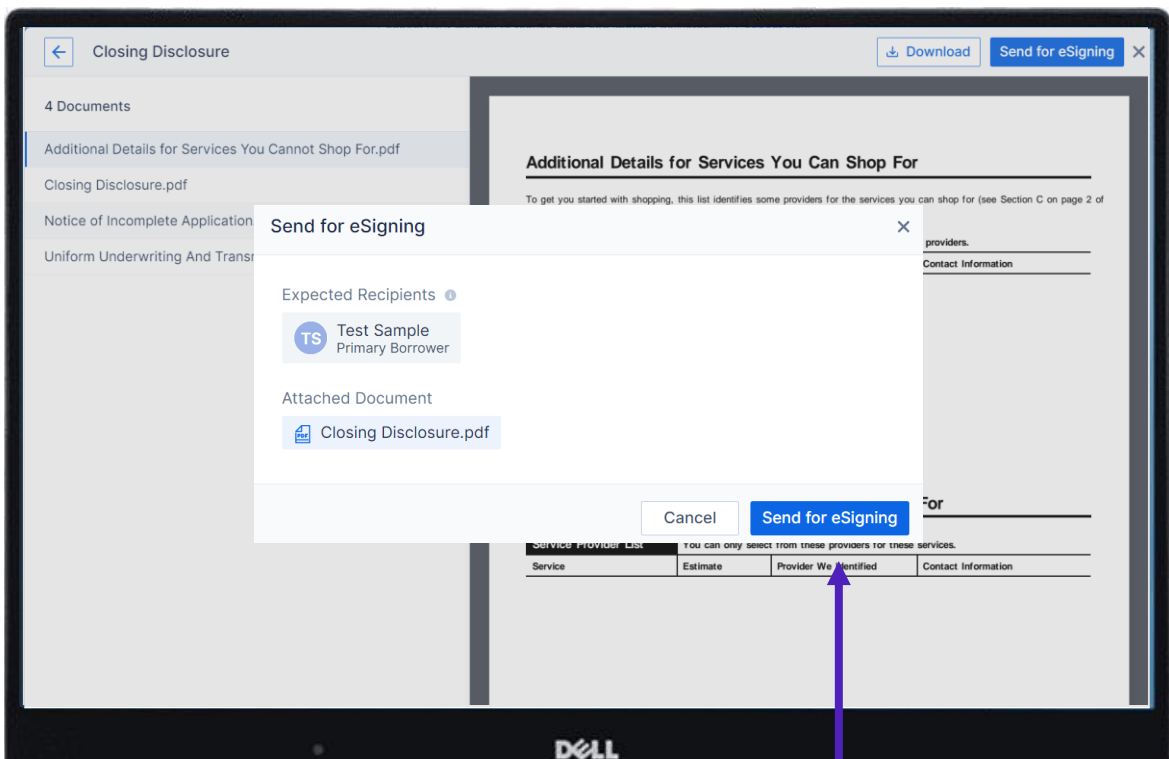 Closing Disclosure
Download
Send for eSigning
4 Documents
Additional Details for Services You Cannot Shop For.pdf
Closing Disclosure.pdf
Notice of Incomplete Application
Uniform Underwriting And
Additional Details for Services You Can Shop For
To get you started with shopping, this list identifies some providers for the services you can shop for (see Section C on page 2 of
providers.
Contact Information
Send for eSigning
Expected Recipients
TS
Test Sample
Primary Borrower
Attached Document
PDF
Closing Disclosure.pdf
Cancel
Send for eSigning
For
Service Provider List
You can only select from these providers for these services.
Service
Estimate
Provider We Identified
Contact Information
DELL